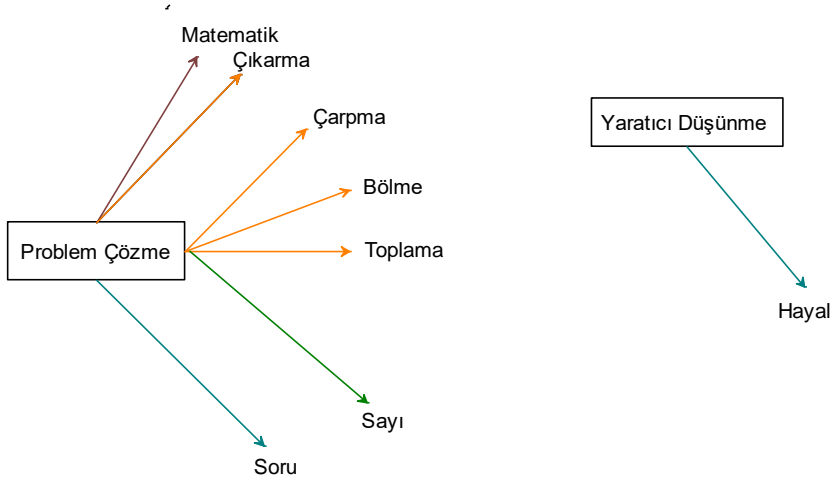 Matematik
Çıkarma
Çarpma
Yaratıcı Düşünme
Bölme
Problem Çözme
Toplama
Hayal
Sayı
Soru